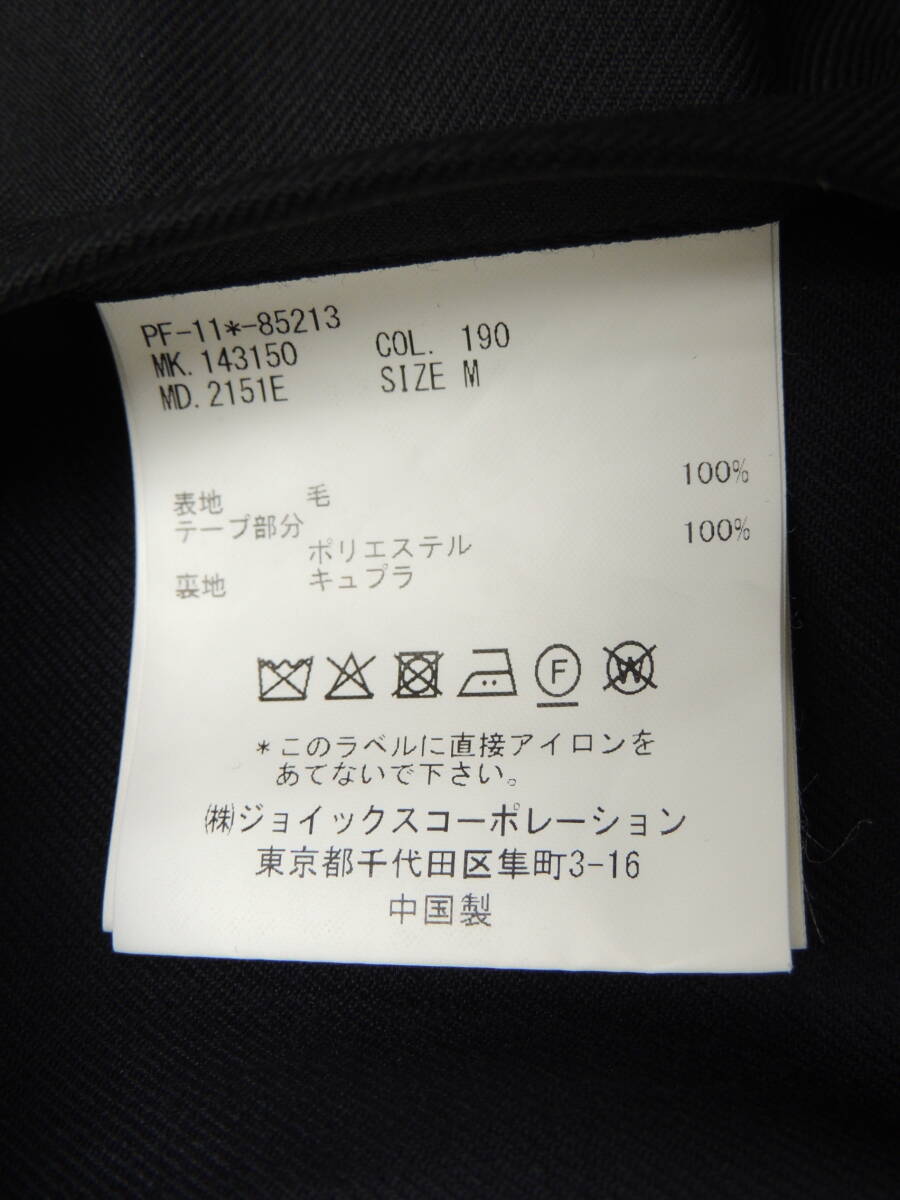 PF-11*-85213
MK. 143150 COL. 190
MD. 2151E SIZE M
表地 毛 100%
テープ部分
ポリエステル 100%
裏地 キュプラ
F W
*このラベルに直接アイロンを
あてないで下さい。
㈱ジョイックスコーポレーション
東京都千代田区隼町3-16
中国製